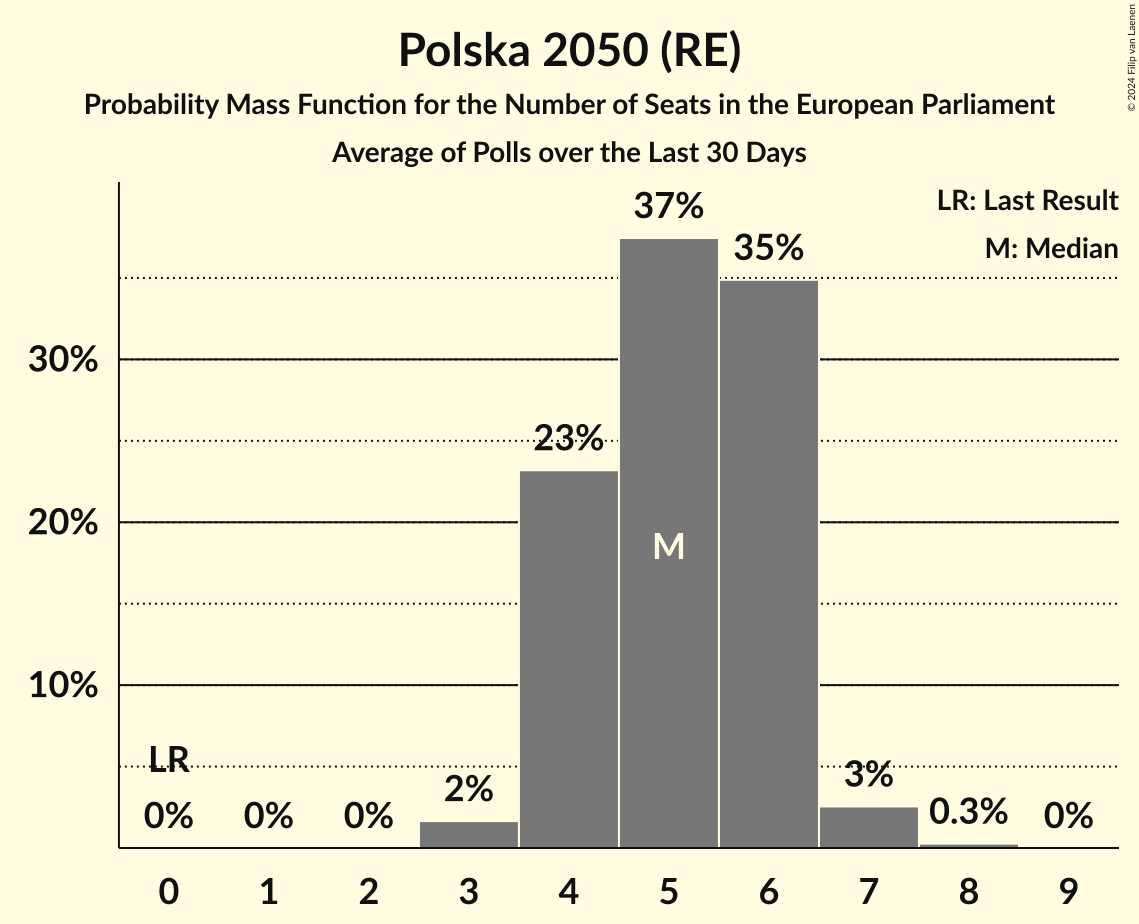 Polska 2050 (RE)
Probability Mass Function for the Number of Seats in the European Parliament
Average of Polls over the Last 30 Days
© 2024 Filip van Laenen
LR: Last Result
M: Median
37%
35%
30%
23%
20%
M
10%
LR
0%
0%
0%
2%
3%
0.3%
0%
0 1 2 3 4 5 6 7 8 9